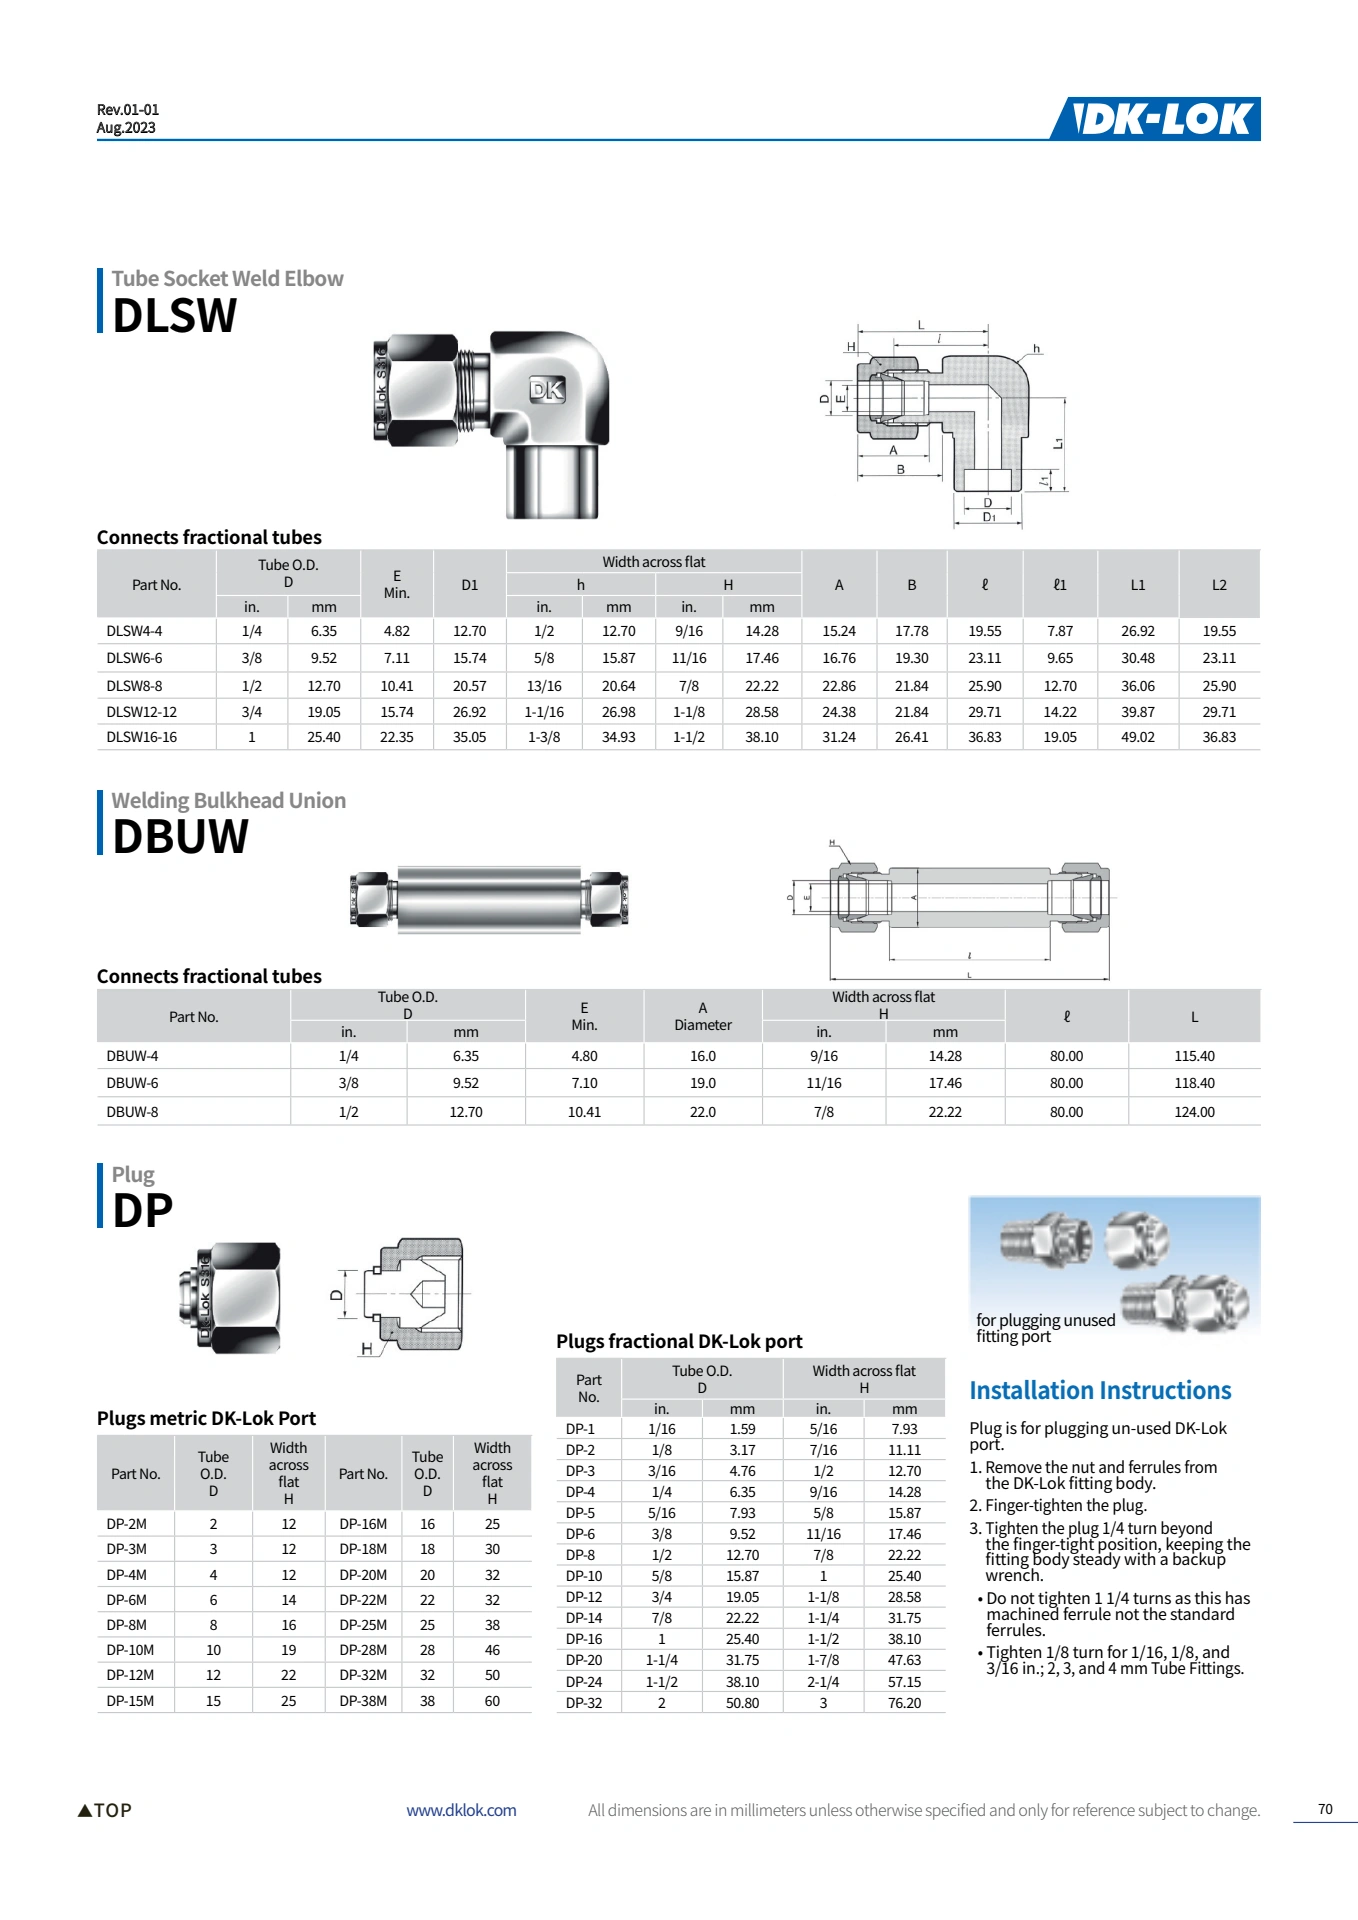 Rev.01-01
Aug.2023
DK-LOK
Tube Socket Weld Elbow
DLSW
DK-Lok S316
DK
L
l
H
h
D
E
A
B
L1
l1
D
D1
Connects fractional tubes
Part No. Tube O.D. D E Min. D1 Width across flat A B ℓ ℓ1 L1 L2
h H
in. mm in. mm in. mm
DLSW4-4 1/4 6.35 4.82 12.70 1/2 12.70 9/16 14.28 15.24 17.78 19.55 7.87 26.92 19.55
DLSW6-6 3/8 9.52 7.11 15.74 5/8 15.87 11/16 17.46 16.76 19.30 23.11 9.65 30.48 23.11
DLSW8-8 1/2 12.70 10.41 20.57 13/16 20.64 7/8 22.22 22.86 21.84 25.90 12.70 36.06 25.90
DLSW12-12 3/4 19.05 15.74 26.92 1-1/16 26.98 1-1/8 28.58 24.38 21.84 29.71 14.22 39.87 29.71
DLSW16-16 1 25.40 22.35 35.05 1-3/8 34.93 1-1/2 38.10 31.24 26.41 36.83 19.05 49.02 36.83
Welding Bulkhead Union
DBUW
H
D
E
A
l
L
Connects fractional tubes
Part No. Tube O.D. D E Min. A Diameter Width across flat H ℓ L
in. mm in. mm
DBUW-4 1/4 6.35 4.80 16.0 9/16 14.28 80.00 115.40
DBUW-6 3/8 9.52 7.10 19.0 11/16 17.46 80.00 118.40
DBUW-8 1/2 12.70 10.41 22.0 7/8 22.22 80.00 124.00
Plug
DP
DK-Lok S316
D
H
Plugs metric DK-Lok Port
Part No. Tube O.D. D Width across flat H Part No. Tube O.D. D Width across flat H
DP-2M 2 12 DP-16M 16 25
DP-3M 3 12 DP-18M 18 30
DP-4M 4 12 DP-20M 20 32
DP-6M 6 14 DP-22M 22 32
DP-8M 8 16 DP-25M 25 38
DP-10M 10 19 DP-28M 28 46
DP-12M 12 22 DP-32M 32 50
DP-15M 15 25 DP-38M 38 60
Plugs fractional DK-Lok port
Part No. Tube O.D. D Width across flat H
in. mm in. mm
DP-1 1/16 1.59 5/16 7.93
DP-2 1/8 3.17 7/16 11.11
DP-3 3/16 4.76 1/2 12.70
DP-4 1/4 6.35 9/16 14.28
DP-5 5/16 7.93 5/8 15.87
DP-6 3/8 9.52 11/16 17.46
DP-8 1/2 12.70 7/8 22.22
DP-10 5/8 15.87 1 25.40
DP-12 3/4 19.05 1-1/8 28.58
DP-14 7/8 22.22 1-1/4 31.75
DP-16 1 25.40 1-1/2 38.10
DP-20 1-1/4 31.75 1-7/8 47.63
DP-24 1-1/2 38.10 2-1/4 57.15
DP-32 2 50.80 3 76.20
for plugging unused
fitting port
Installation Instructions
Plug is for plugging un-used DK-Lok
port.
1. Remove the nut and ferrules from
the DK-Lok fitting body.
2. Finger-tighten the plug.
3. Tighten the plug 1/4 turn beyond
the finger-tight position, keeping the
fitting body steady with a backup
wrench.
• Do not tighten 1 1/4 turns as this has
machined ferrule not the standard
ferrules.
• Tighten 1/8 turn for 1/16, 1/8, and
3/16 in.; 2, 3, and 4 mm Tube Fittings.
▲TOP
www.dklok.com
All dimensions are in millimeters unless otherwise specified and only for reference subject to change.
70